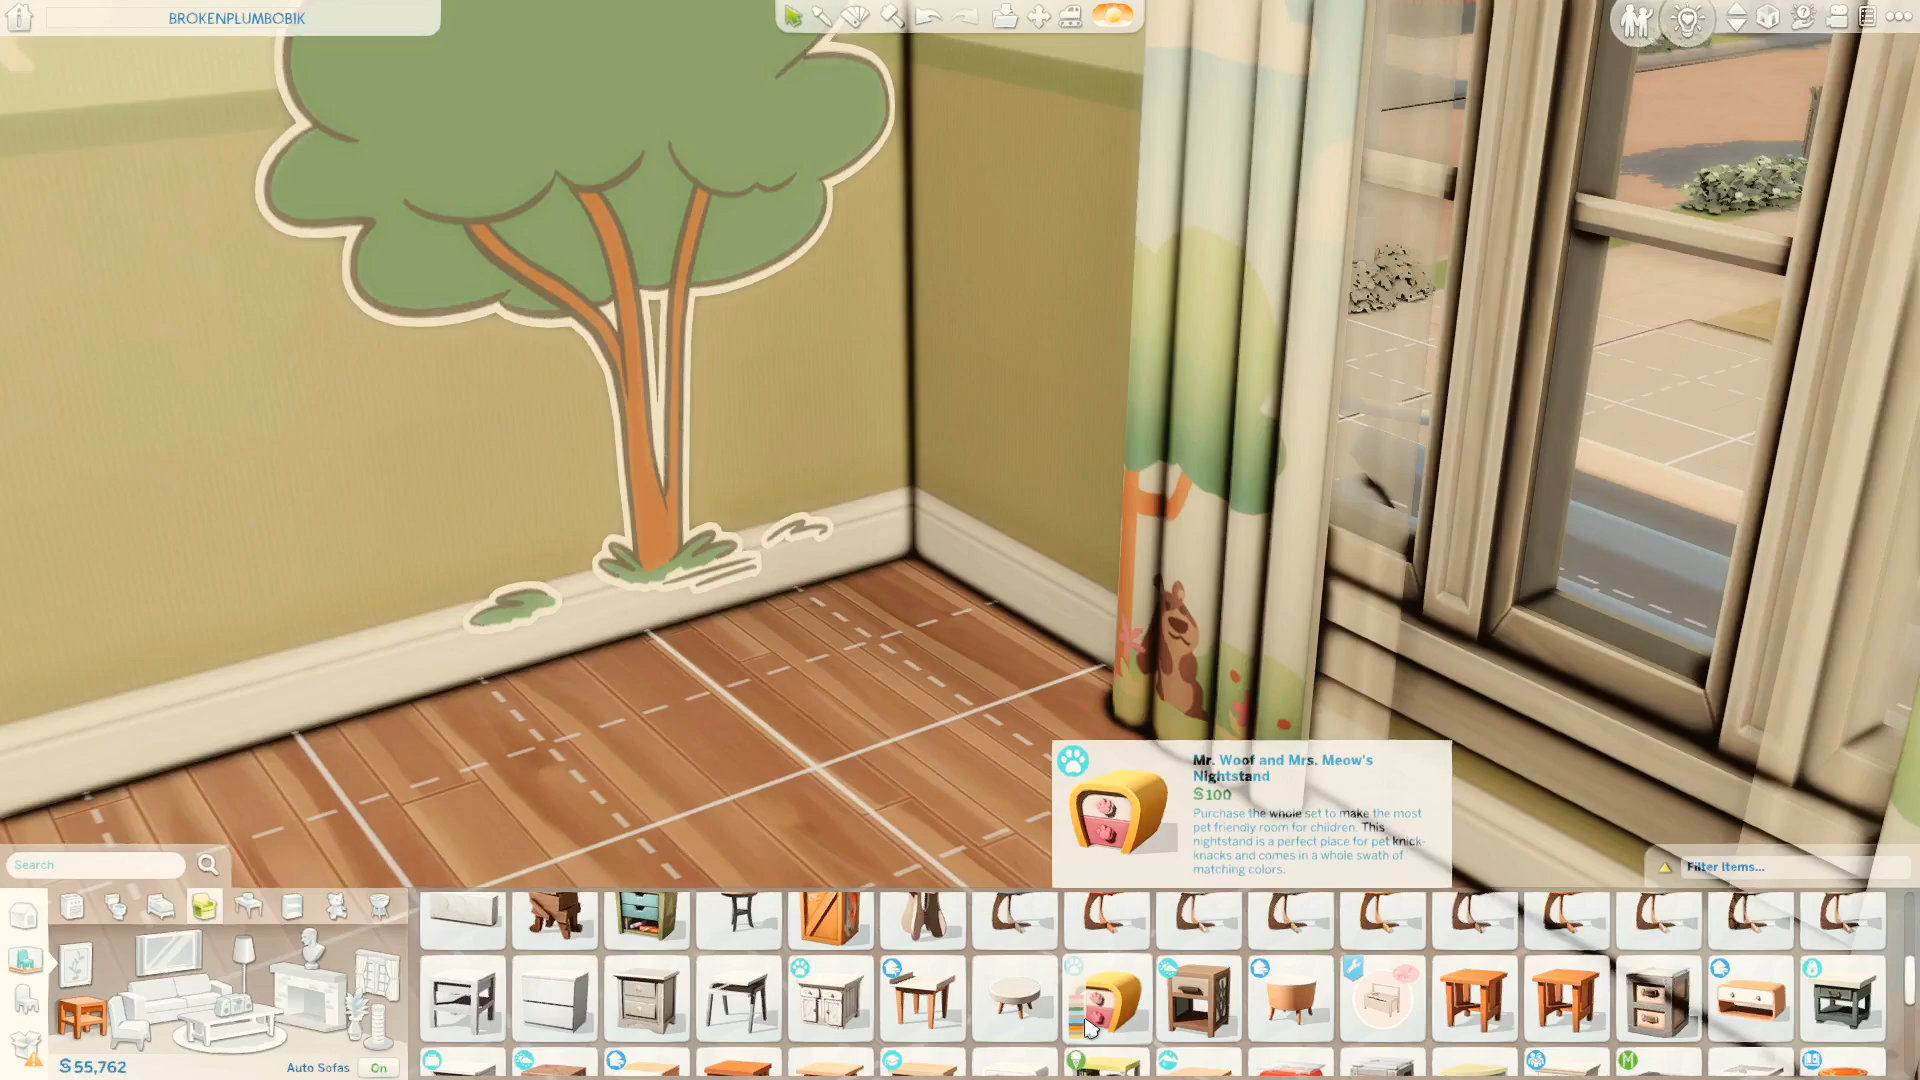 BROKENPLUMBOBIK
Mr. Woof and Mrs. Meow's
Nightstand
§100
Purchase the whole set to make the most
pet friendly room for children. This
nightstand is a perfect place for pet knick-
knacks and comes in a whole swath of
matching colors.
Search
Filter Items...
§55,762
Auto Sofas
On
M